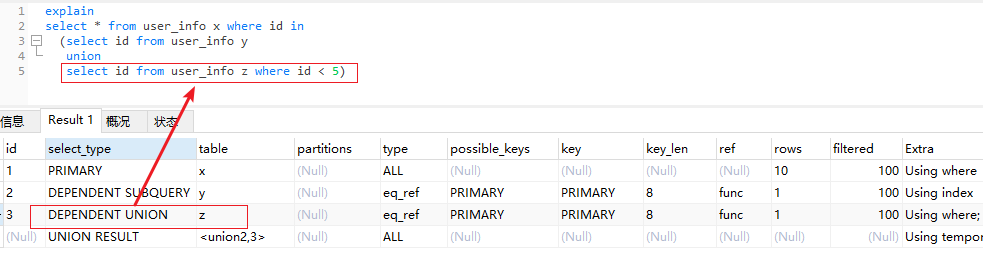 1 explain
2 select * from user_info x where id in
3 (select id from user_info y
4 union
5 select id from user_info z where id < 5)
信息 Result 1 概况 状态
id select_type table partitions type possible_keys key key_len ref rows filtered Extra
1 PRIMARY x (Null) ALL (Null) (Null) (Null) (Null) 10 100 Using where
2 DEPENDENT SUBQUERY y (Null) eq_ref PRIMARY PRIMARY 8 func 1 100 Using index
3 DEPENDENT UNION z (Null) eq_ref PRIMARY PRIMARY 8 func 1 100 Using where;
(Null) UNION RESULT <union2,3> (Null) ALL (Null) (Null) (Null) (Null) (Null) (Null) Using tempor